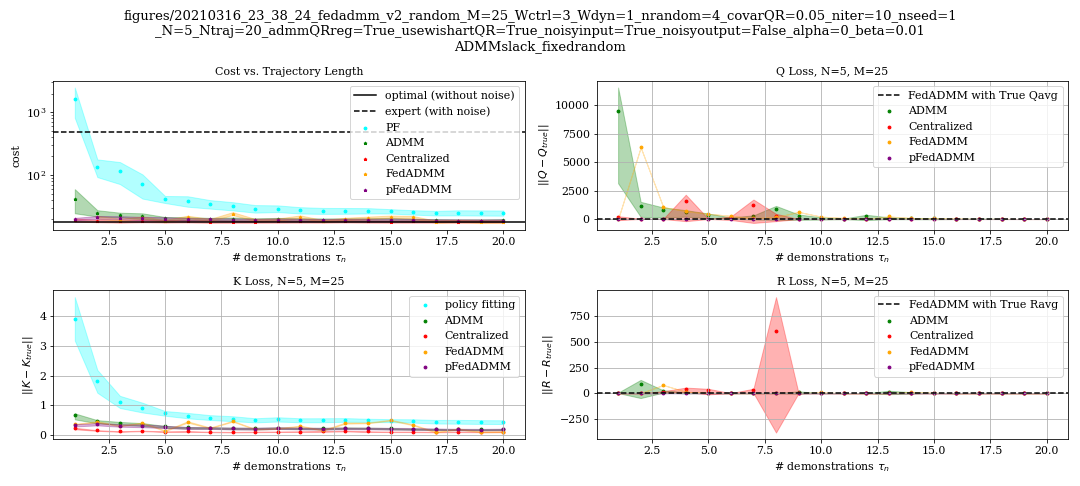 figures/20210316_23_38_24_fedadmm_v2_random_M=25_Wctrl=3_Wdyn=1_nrandom=4_covarQR=0.05_niter=10_nseed=1
_N=5_Ntraj=20_admmQRreg=True_usewishartQR=True_noisyinput=True_noisyoutput=False_alpha=0_beta=0.01
ADMMslack_fixedrandom
Cost vs. Trajectory Length
cost
10³
10²
optimal (without noise)
expert (with noise)
PF
ADMM
Centralized
FedADMM
pFedADMM
2.5 5.0 7.5 10.0 12.5 15.0 17.5 20.0
# demonstrations τₙ
Q Loss, N=5, M=25
||Q − Q_true||
10000
7500
5000
2500
0
FedADMM with True Qavg
ADMM
Centralized
FedADMM
pFedADMM
2.5 5.0 7.5 10.0 12.5 15.0 17.5 20.0
# demonstrations τₙ
K Loss, N=5, M=25
||K − K_true||
4
3
2
1
0
policy fitting
ADMM
Centralized
FedADMM
pFedADMM
2.5 5.0 7.5 10.0 12.5 15.0 17.5 20.0
# demonstrations τₙ
R Loss, N=5, M=25
||R − R_true||
750
500
250
0
−250
FedADMM with True Ravg
ADMM
Centralized
FedADMM
pFedADMM
2.5 5.0 7.5 10.0 12.5 15.0 17.5 20.0
# demonstrations τₙ